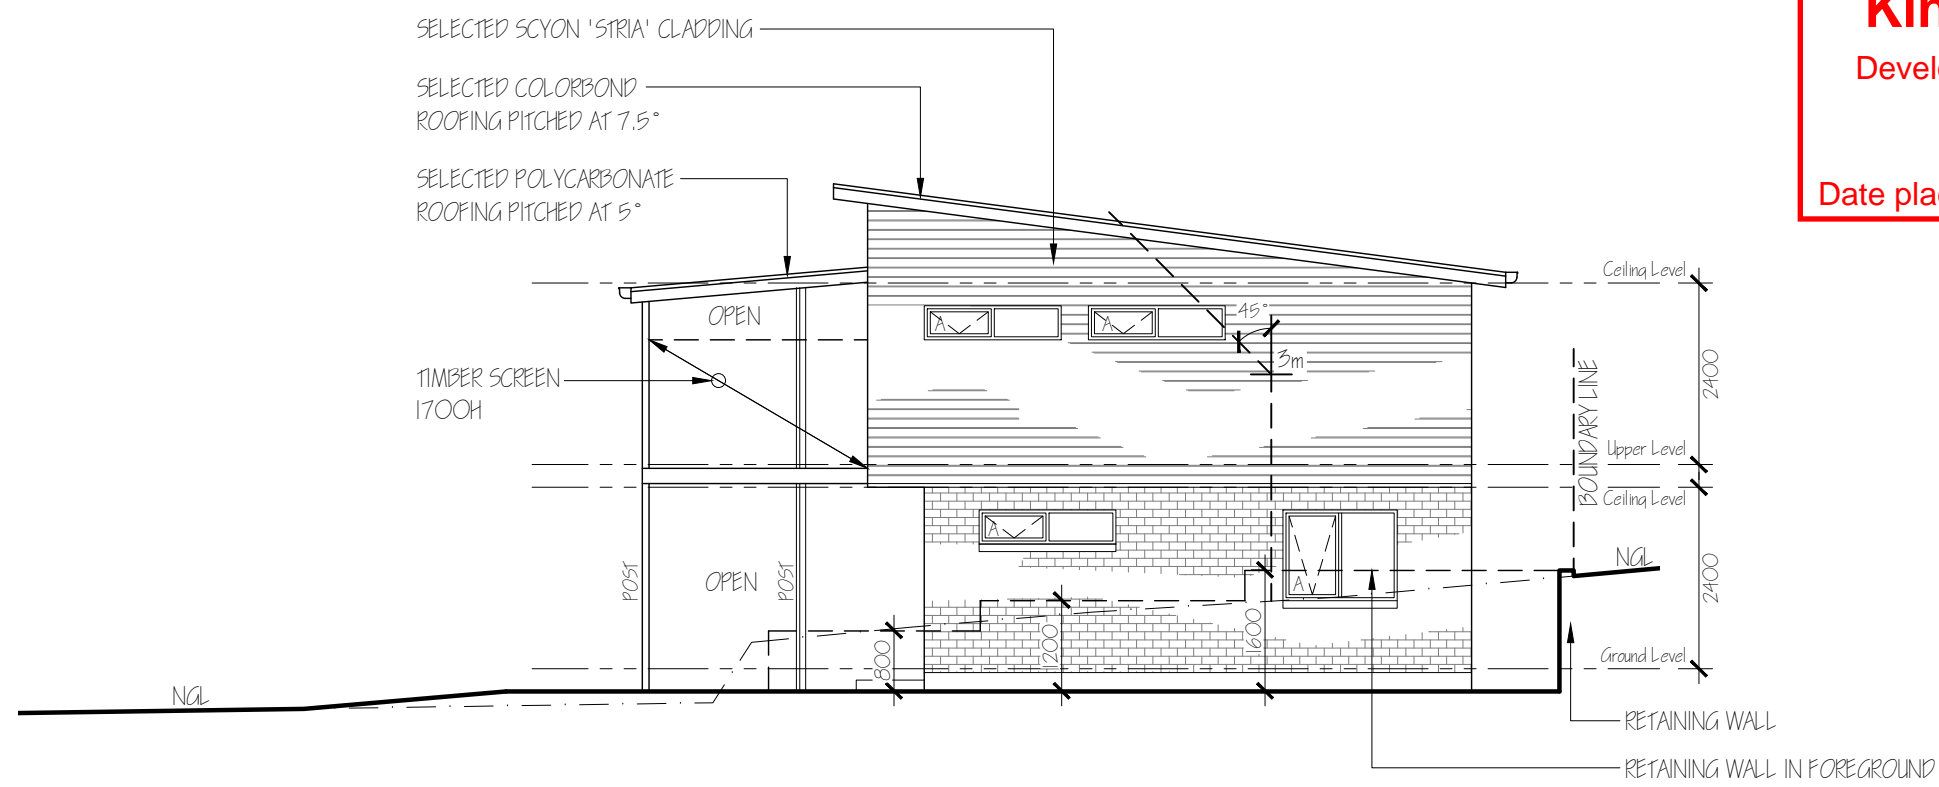 SELECTED SCYON 'STRIA' CLADDING
SELECTED COLORBOND
ROOFING PITCHED AT 7.5°
SELECTED POLYCARBONATE
ROOFING PITCHED AT 5°
TIMBER SCREEN
1700H
OPEN
OPEN
POST
POST
A
A
A
A
45°
3m
800
1200
1600
NGL
NGL
BOUNDARY LINE
Ceiling Level
Upper Level
Ceiling Level
Ground Level
2400
2400
RETAINING WALL
RETAINING WALL IN FOREGROUND
Date